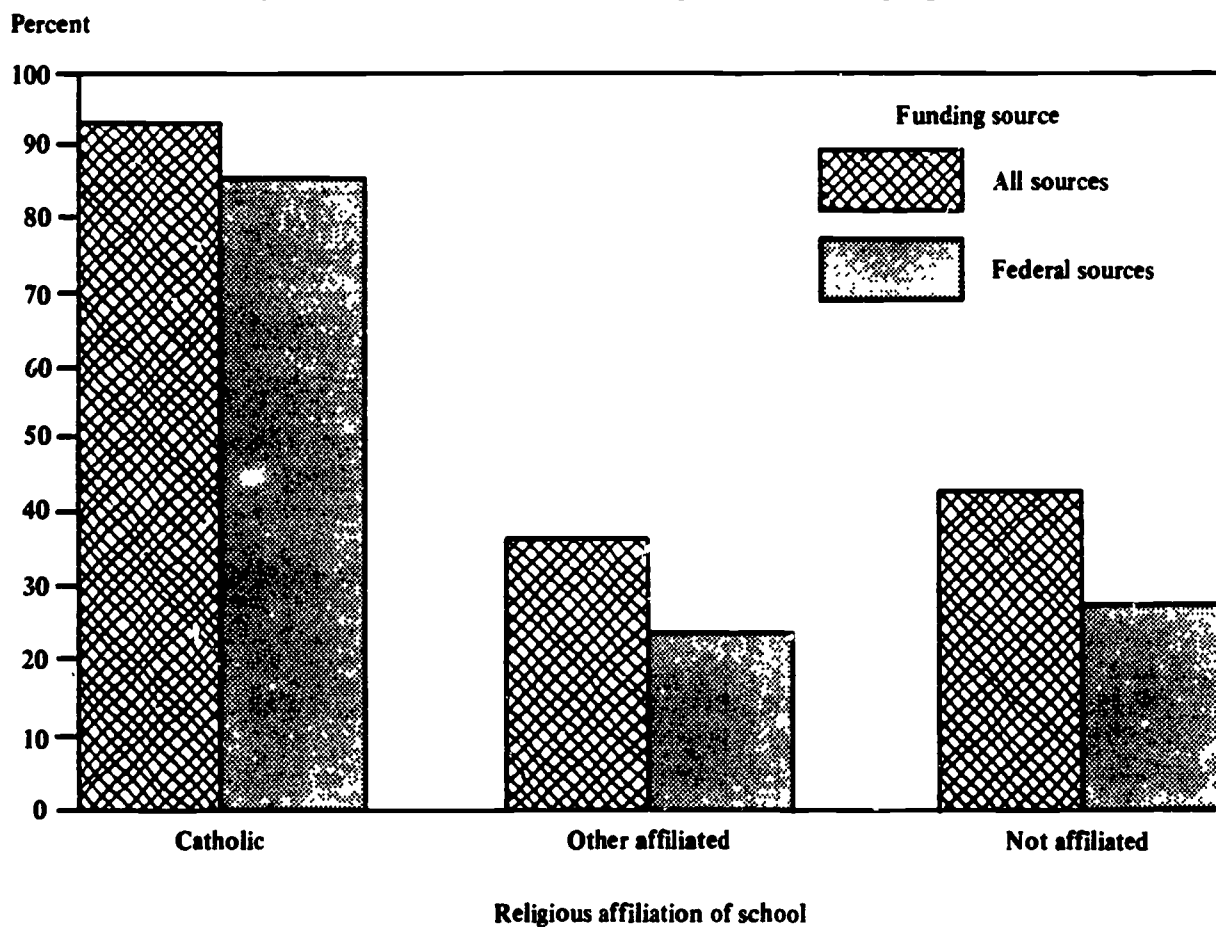 Percent
100
90
80
70
60
50
40
30
20
10
0
Funding source
All sources
Federal sources
Catholic
Other affiliated
Not affiliated
Religious affiliation of school